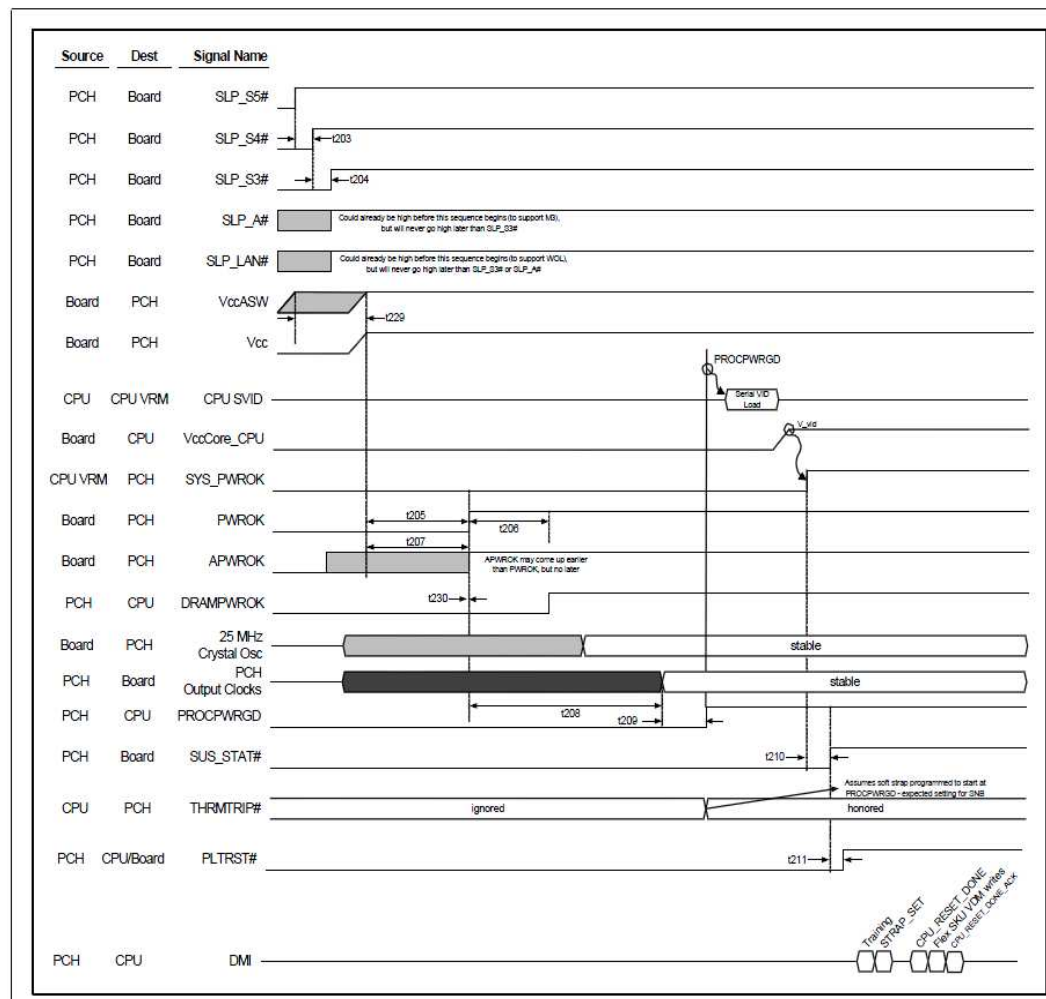 Source Dest Signal Name
PCH Board SLP_S5#
PCH Board SLP_S4# t203
PCH Board SLP_S3# t204
PCH Board SLP_A# Could already be high before this sequence begins (to support M3),
but will never go high later than SLP_S3#
PCH Board SLP_LAN# Could already be high before this sequence begins (to support WOL),
but will never go high later than SLP_S3# or SLP_A#
Board PCH VccASW
t229
Board PCH Vcc
PROCPWRGD
CPU CPU VRM CPU SVID Serial VID
Load
V_vid
Board CPU VccCore_CPU
CPU VRM PCH SYS_PWROK
Board PCH PWROK t205 t206
t207
Board PCH APWROK APWROK may come up earlier
than PWROK, but no later
PCH CPU DRAMPWROK t230
Board PCH 25 MHz
Crystal Osc stable
PCH Board PCH
Output Clocks stable
t208
PCH CPU PROCPWRGD t209
PCH Board SUS_STAT# t210
Assumes soft strap programmed to start at
PROCPWRGD - expected setting for SNB
CPU PCH THRMTRIP# ignored honored
PCH CPU/Board PLTRST# t211
Training
STRAP_SET
CPU_RESET_DONE
Flex SKU VDM writes
CPU_RESET_DONE_ACK
PCH CPU DMI